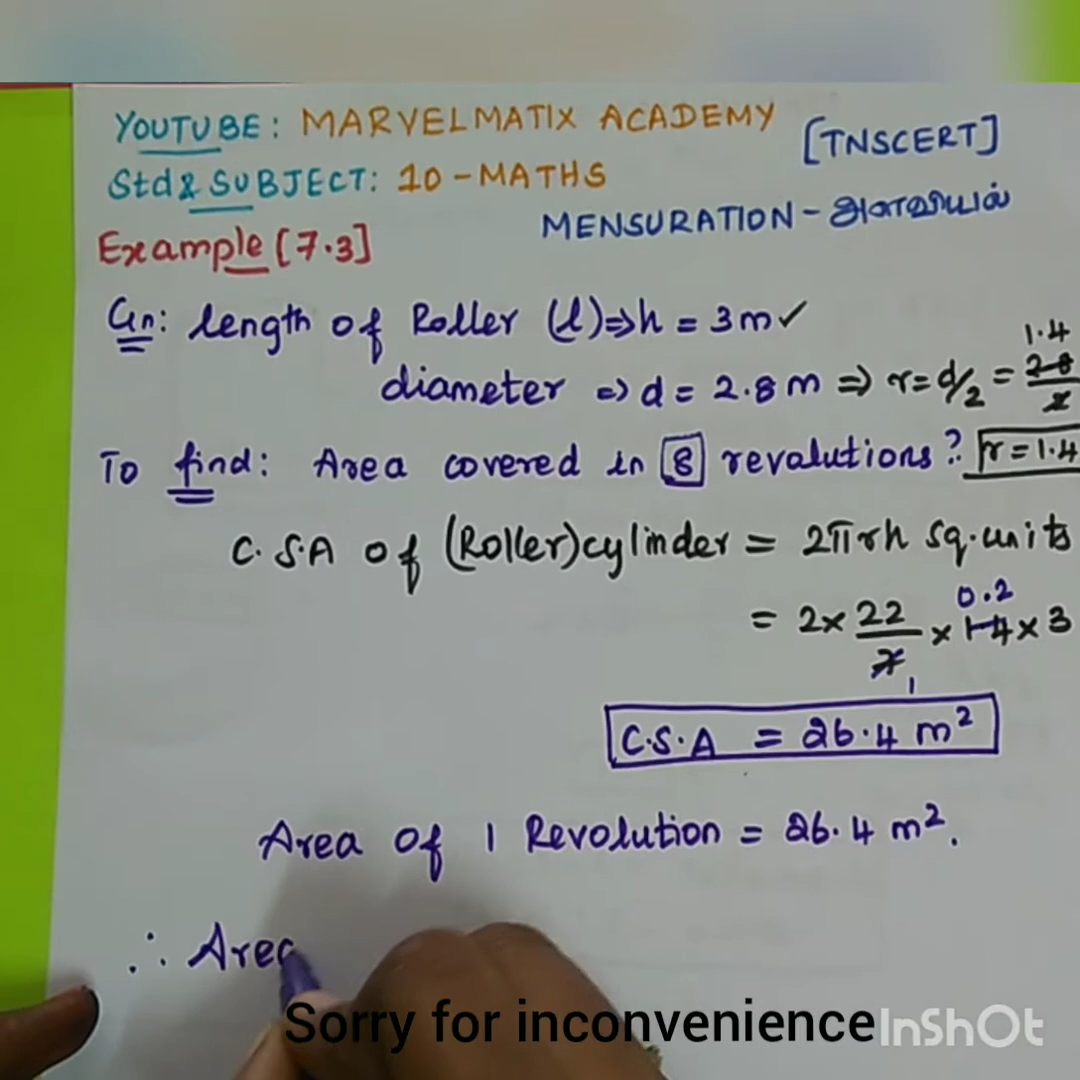 YOUTUBE: MARVELMATIX ACADEMY [TNSCERT]
Std & SUBJECT: 10 - MATHS
MENSURATION - அளவியல்
Example [7.3]
Gn: length of Roller (l) ⇒ h = 3m ✓
diameter ⇒ d = 2.8 m ⇒ r = d/2 = 2.8/2 1.4
To find: Area covered in 8 revalutions? r = 1.4
C.S.A of (Roller) cylinder = 2πrh sq.units
= 2 × 22/7 × 1.4 × 3 0.2 1
C.S.A = 26.4 m²
Area of 1 Revolution = 26.4 m².
∴ Area
Sorry for inconvenience InShOt